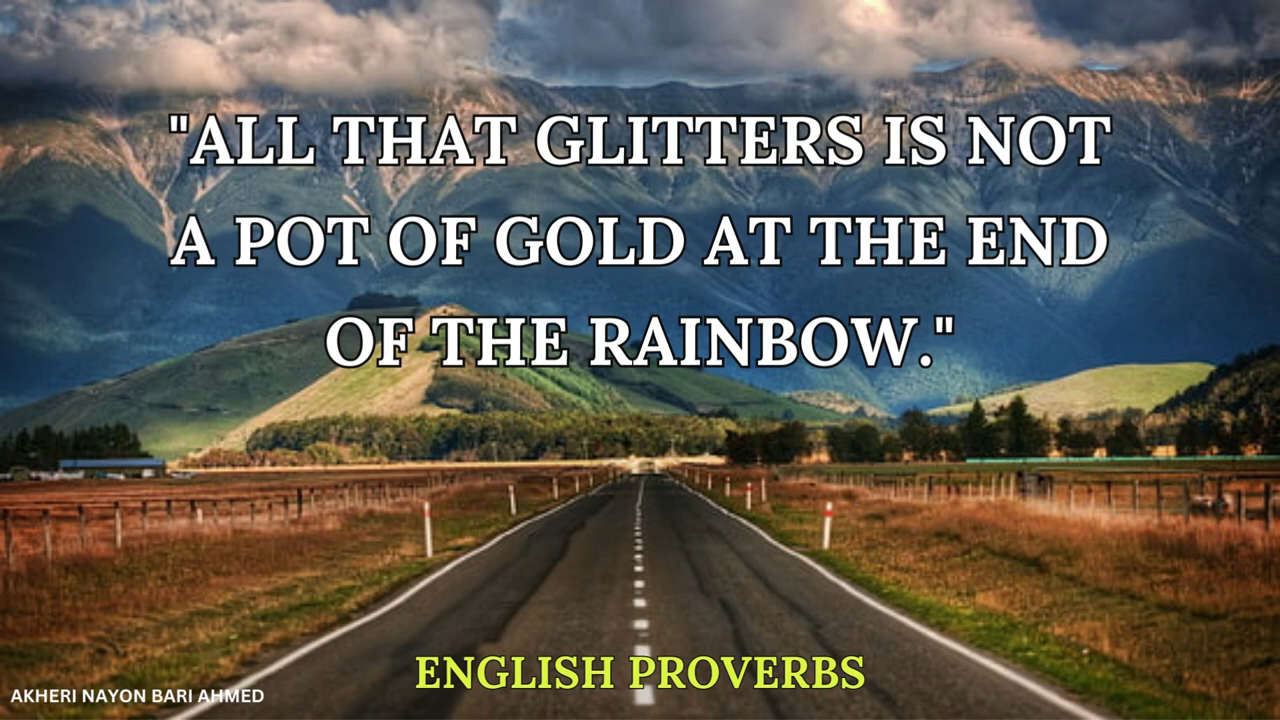 "ALL THAT GLITTERS IS NOT
A POT OF GOLD AT THE END
OF THE RAINBOW."
ENGLISH PROVERBS
AKHERI NAYON BARI AHMED